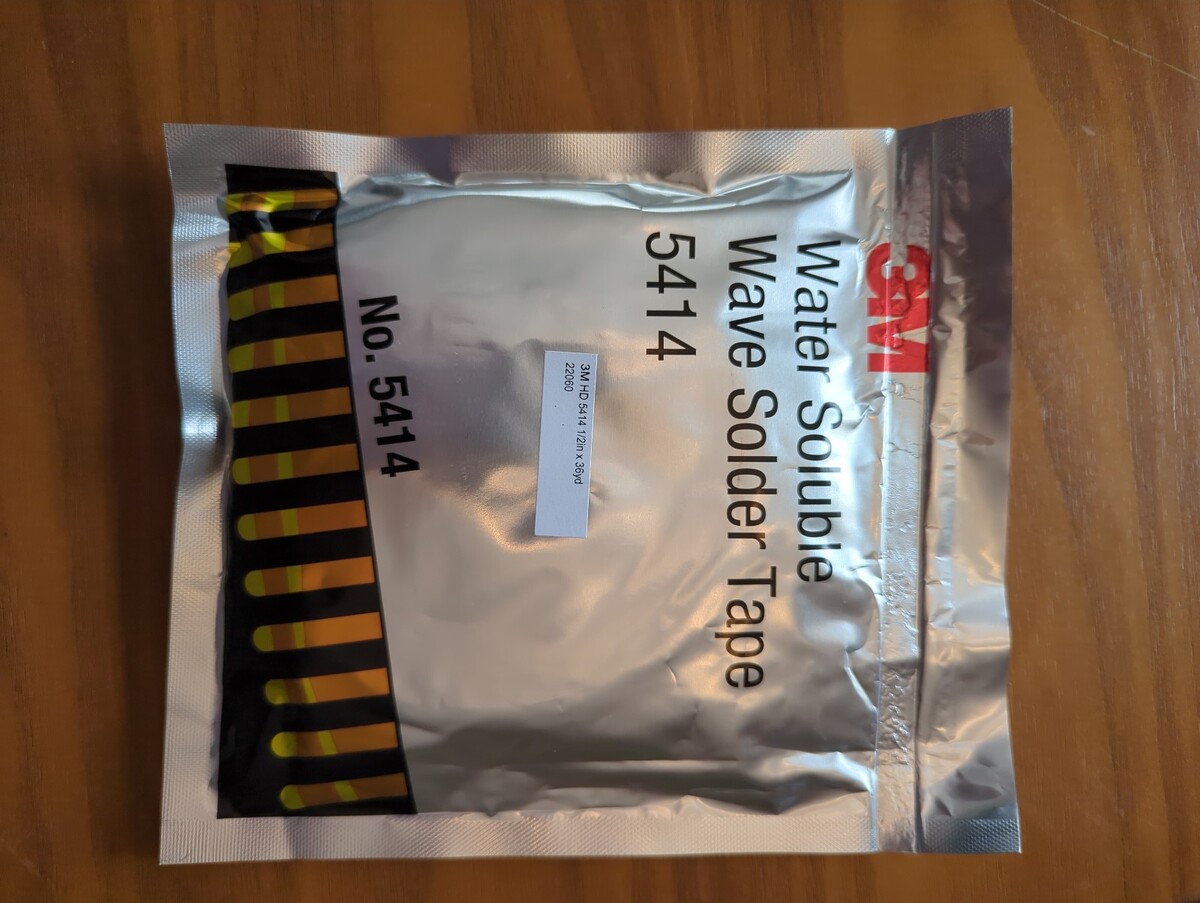 3M
Water Soluble
Wave Solder Tape
5414
3M HD 5414 1/2in x 36yd
22060
No. 5414